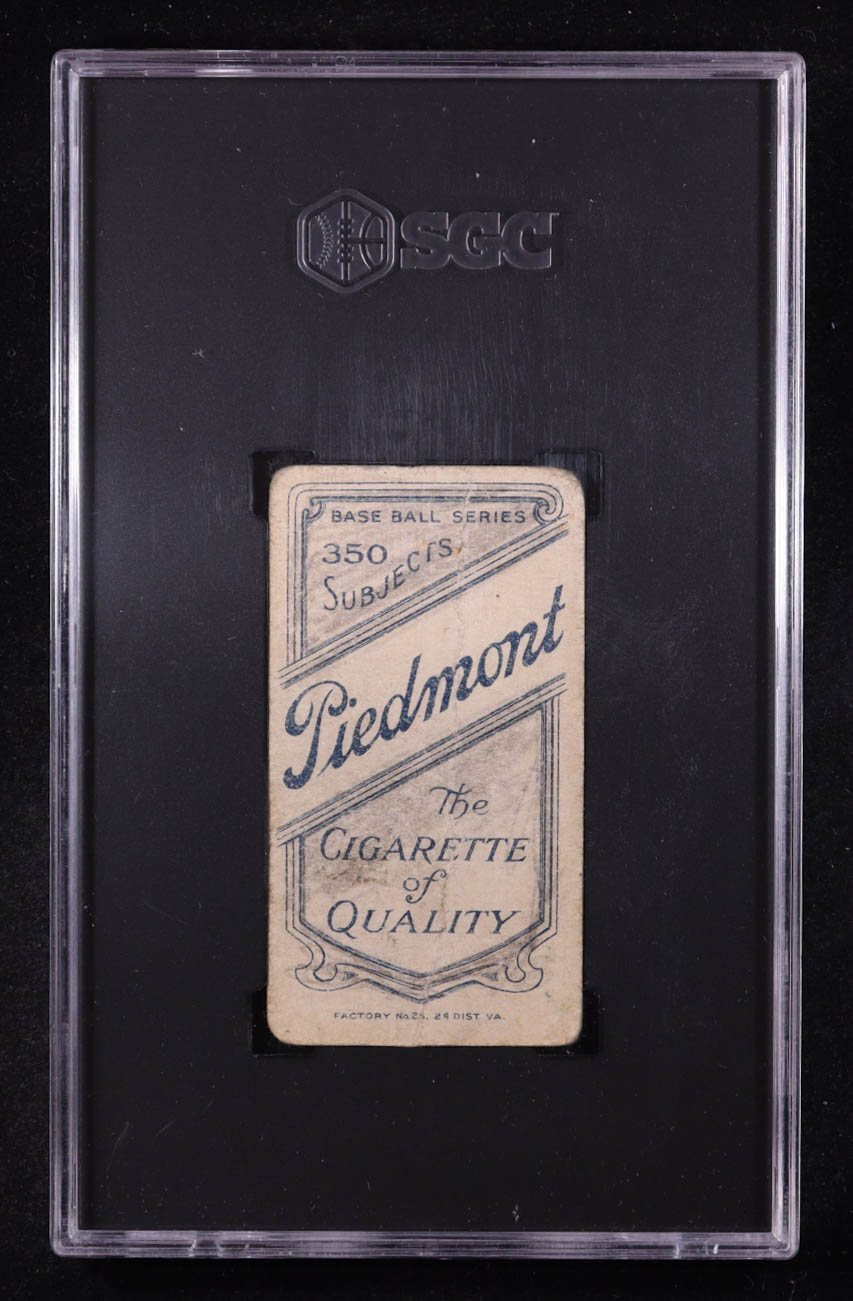 SGC
BASE BALL SERIES
350
SUBJECTS
Piedmont
The
CIGARETTE
of
QUALITY
FACTORY No.25, 2d DIST. VA.